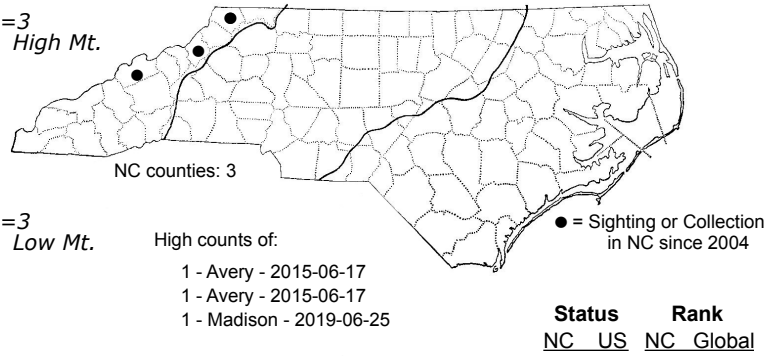 =3
High Mt.
NC counties: 3
=3
Low Mt.
High counts of:
1 - Avery - 2015-06-17
1 - Avery - 2015-06-17
1 - Madison - 2019-06-25
● = Sighting or Collection
in NC since 2004
Status Rank
NC US NC Global